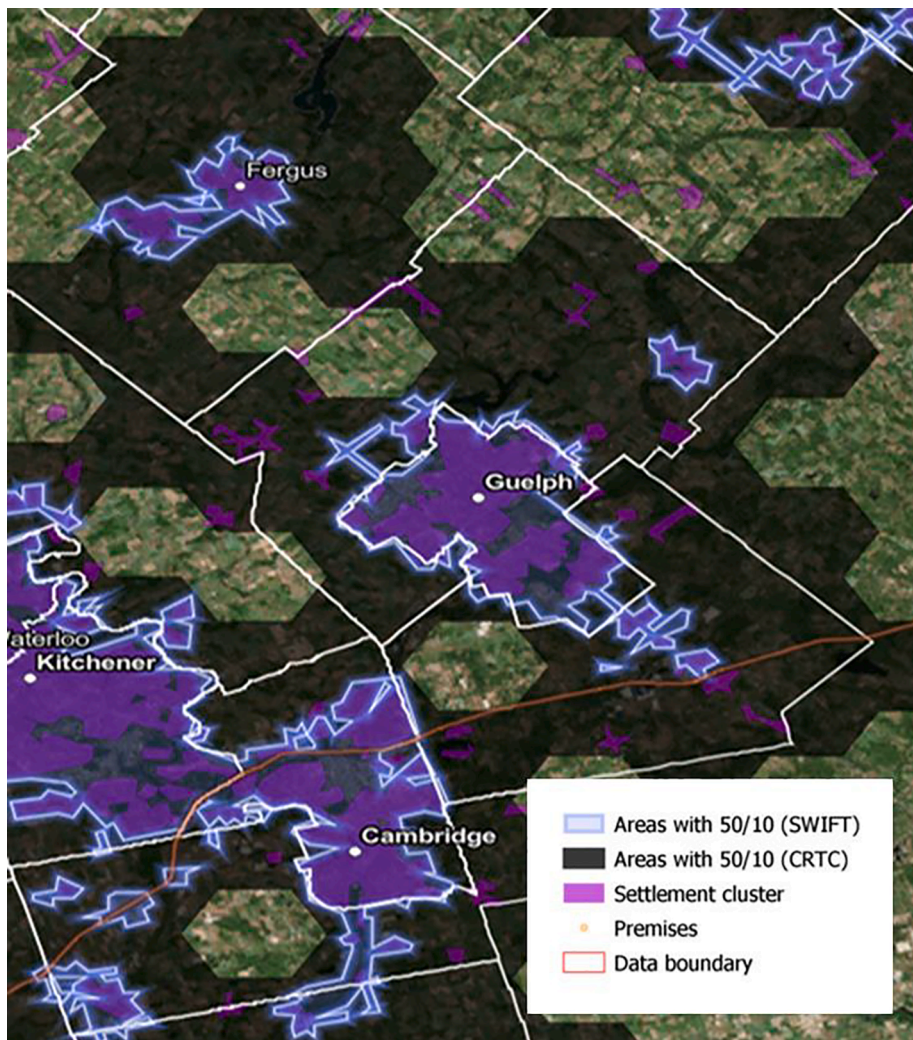 Fergus
Guelph
Waterloo
Kitchener
Cambridge
Areas with 50/10 (SWIFT)
Areas with 50/10 (CRTC)
Settlement cluster
Premises
Data boundary